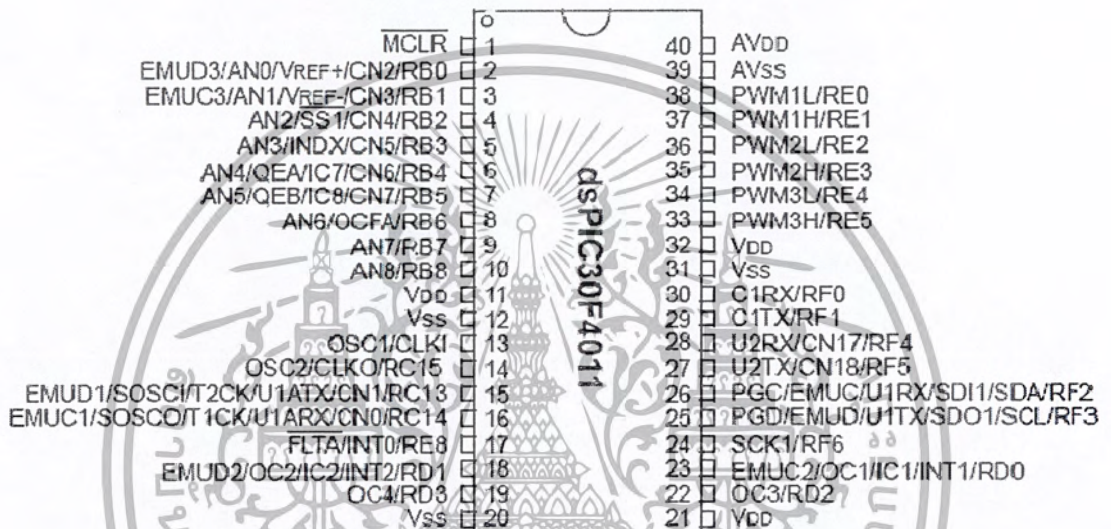 MCLR 1 40 AVDD
EMUD3/AN0/VREF+/CN2/RB0 2 39 AVSS
EMUC3/AN1/VREF-/CN3/RB1 3 38 PWM1L/RE0
AN2/SS1/CN4/RB2 4 37 PWM1H/RE1
AN3/INDX/CN5/RB3 5 36 PWM2L/RE2
AN4/QEA/IC7/CN6/RB4 6 35 PWM2H/RE3
AN5/QEB/IC8/CN7/RB5 7 34 PWM3L/RE4
AN6/OCFA/RB6 8 33 PWM3H/RE5
AN7/RB7 9 32 VDD
AN8/RB8 10 31 VSS
VDD 11 30 C1RX/RF0
VSS 12 29 C1TX/RF1
OSC1/CLKI 13 28 U2RX/CN17/RF4
OSC2/CLKO/RC15 14 27 U2TX/CN18/RF5
EMUD1/SOSCI/T2CK/U1ATX/CN1/RC13 15 26 PGC/EMUC/U1RX/SDI1/SDA/RF2
EMUC1/SOSCO/T1CK/U1ARX/CN0/RC14 16 25 PGD/EMUD/U1TX/SDO1/SCL/RF3
FLTA/INT0/RE8 17 24 SCK1/RF6
EMUD2/OC2/IC2/INT2/RD1 18 23 EMUC2/OC1/IC1/INT1/RD0
OC4/RD3 19 22 OC3/RD2
VSS 20 21 VDD
dsPIC30F4011